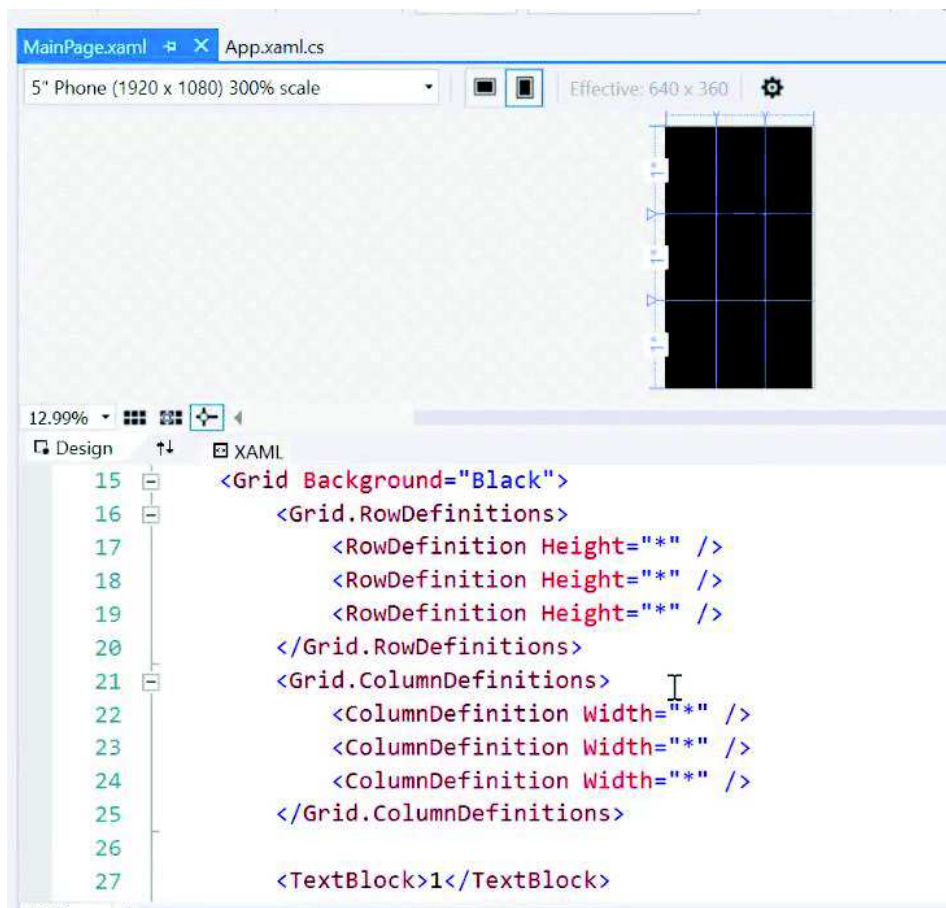 MainPage.xaml App.xaml.cs
5" Phone (1920 x 1080) 300% scale Effective: 640 x 360
1*
1*
1*
12.99%
Design XAML
15 <Grid Background="Black">
16 <Grid.RowDefinitions>
17 <RowDefinition Height="*" />
18 <RowDefinition Height="*" />
19 <RowDefinition Height="*" />
20 </Grid.RowDefinitions>
21 <Grid.ColumnDefinitions>
22 <ColumnDefinition Width="*" />
23 <ColumnDefinition Width="*" />
24 <ColumnDefinition Width="*" />
25 </Grid.ColumnDefinitions>
26
27 <TextBlock>1</TextBlock>